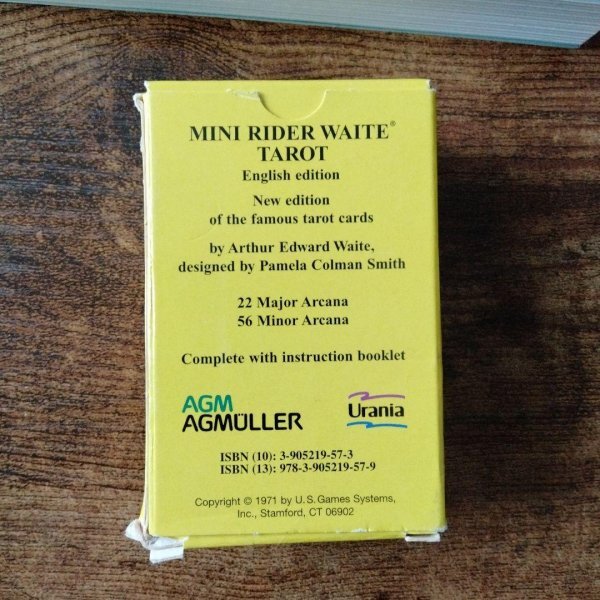 MINI RIDER WAITE®
TAROT
English edition
New edition
of the famous tarot cards
by Arthur Edward Waite,
designed by Pamela Colman Smith
22 Major Arcana
56 Minor Arcana
Complete with instruction booklet
AGM
AGMÜLLER
Urania
ISBN (10): 3-905219-57-3
ISBN (13): 978-3-905219-57-9
Copyright © 1971 by U.S. Games Systems,
Inc., Stamford, CT 06902